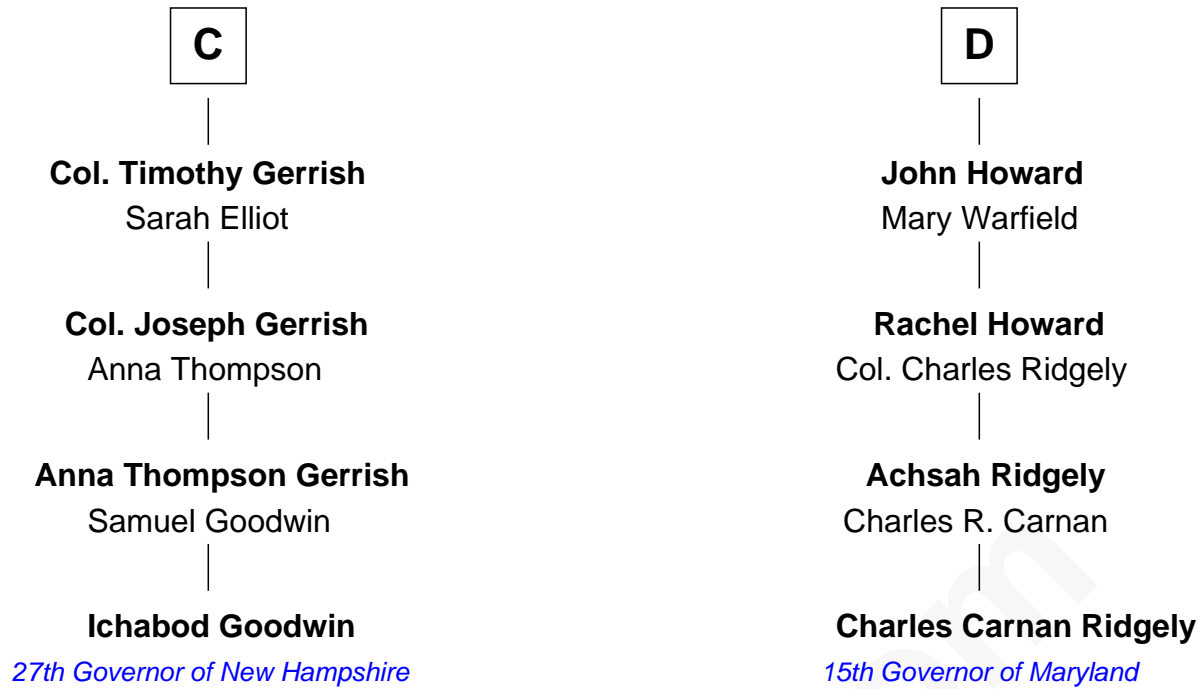 C
Col. Timothy Gerrish
Sarah Elliot
Col. Joseph Gerrish
Anna Thompson
Anna Thompson Gerrish
Samuel Goodwin
Ichabod Goodwin
27th Governor of New Hampshire
D
John Howard
Mary Warfield
Rachel Howard
Col. Charles Ridgely
Achsah Ridgely
Charles R. Carnan
Charles Carnan Ridgely
15th Governor of Maryland